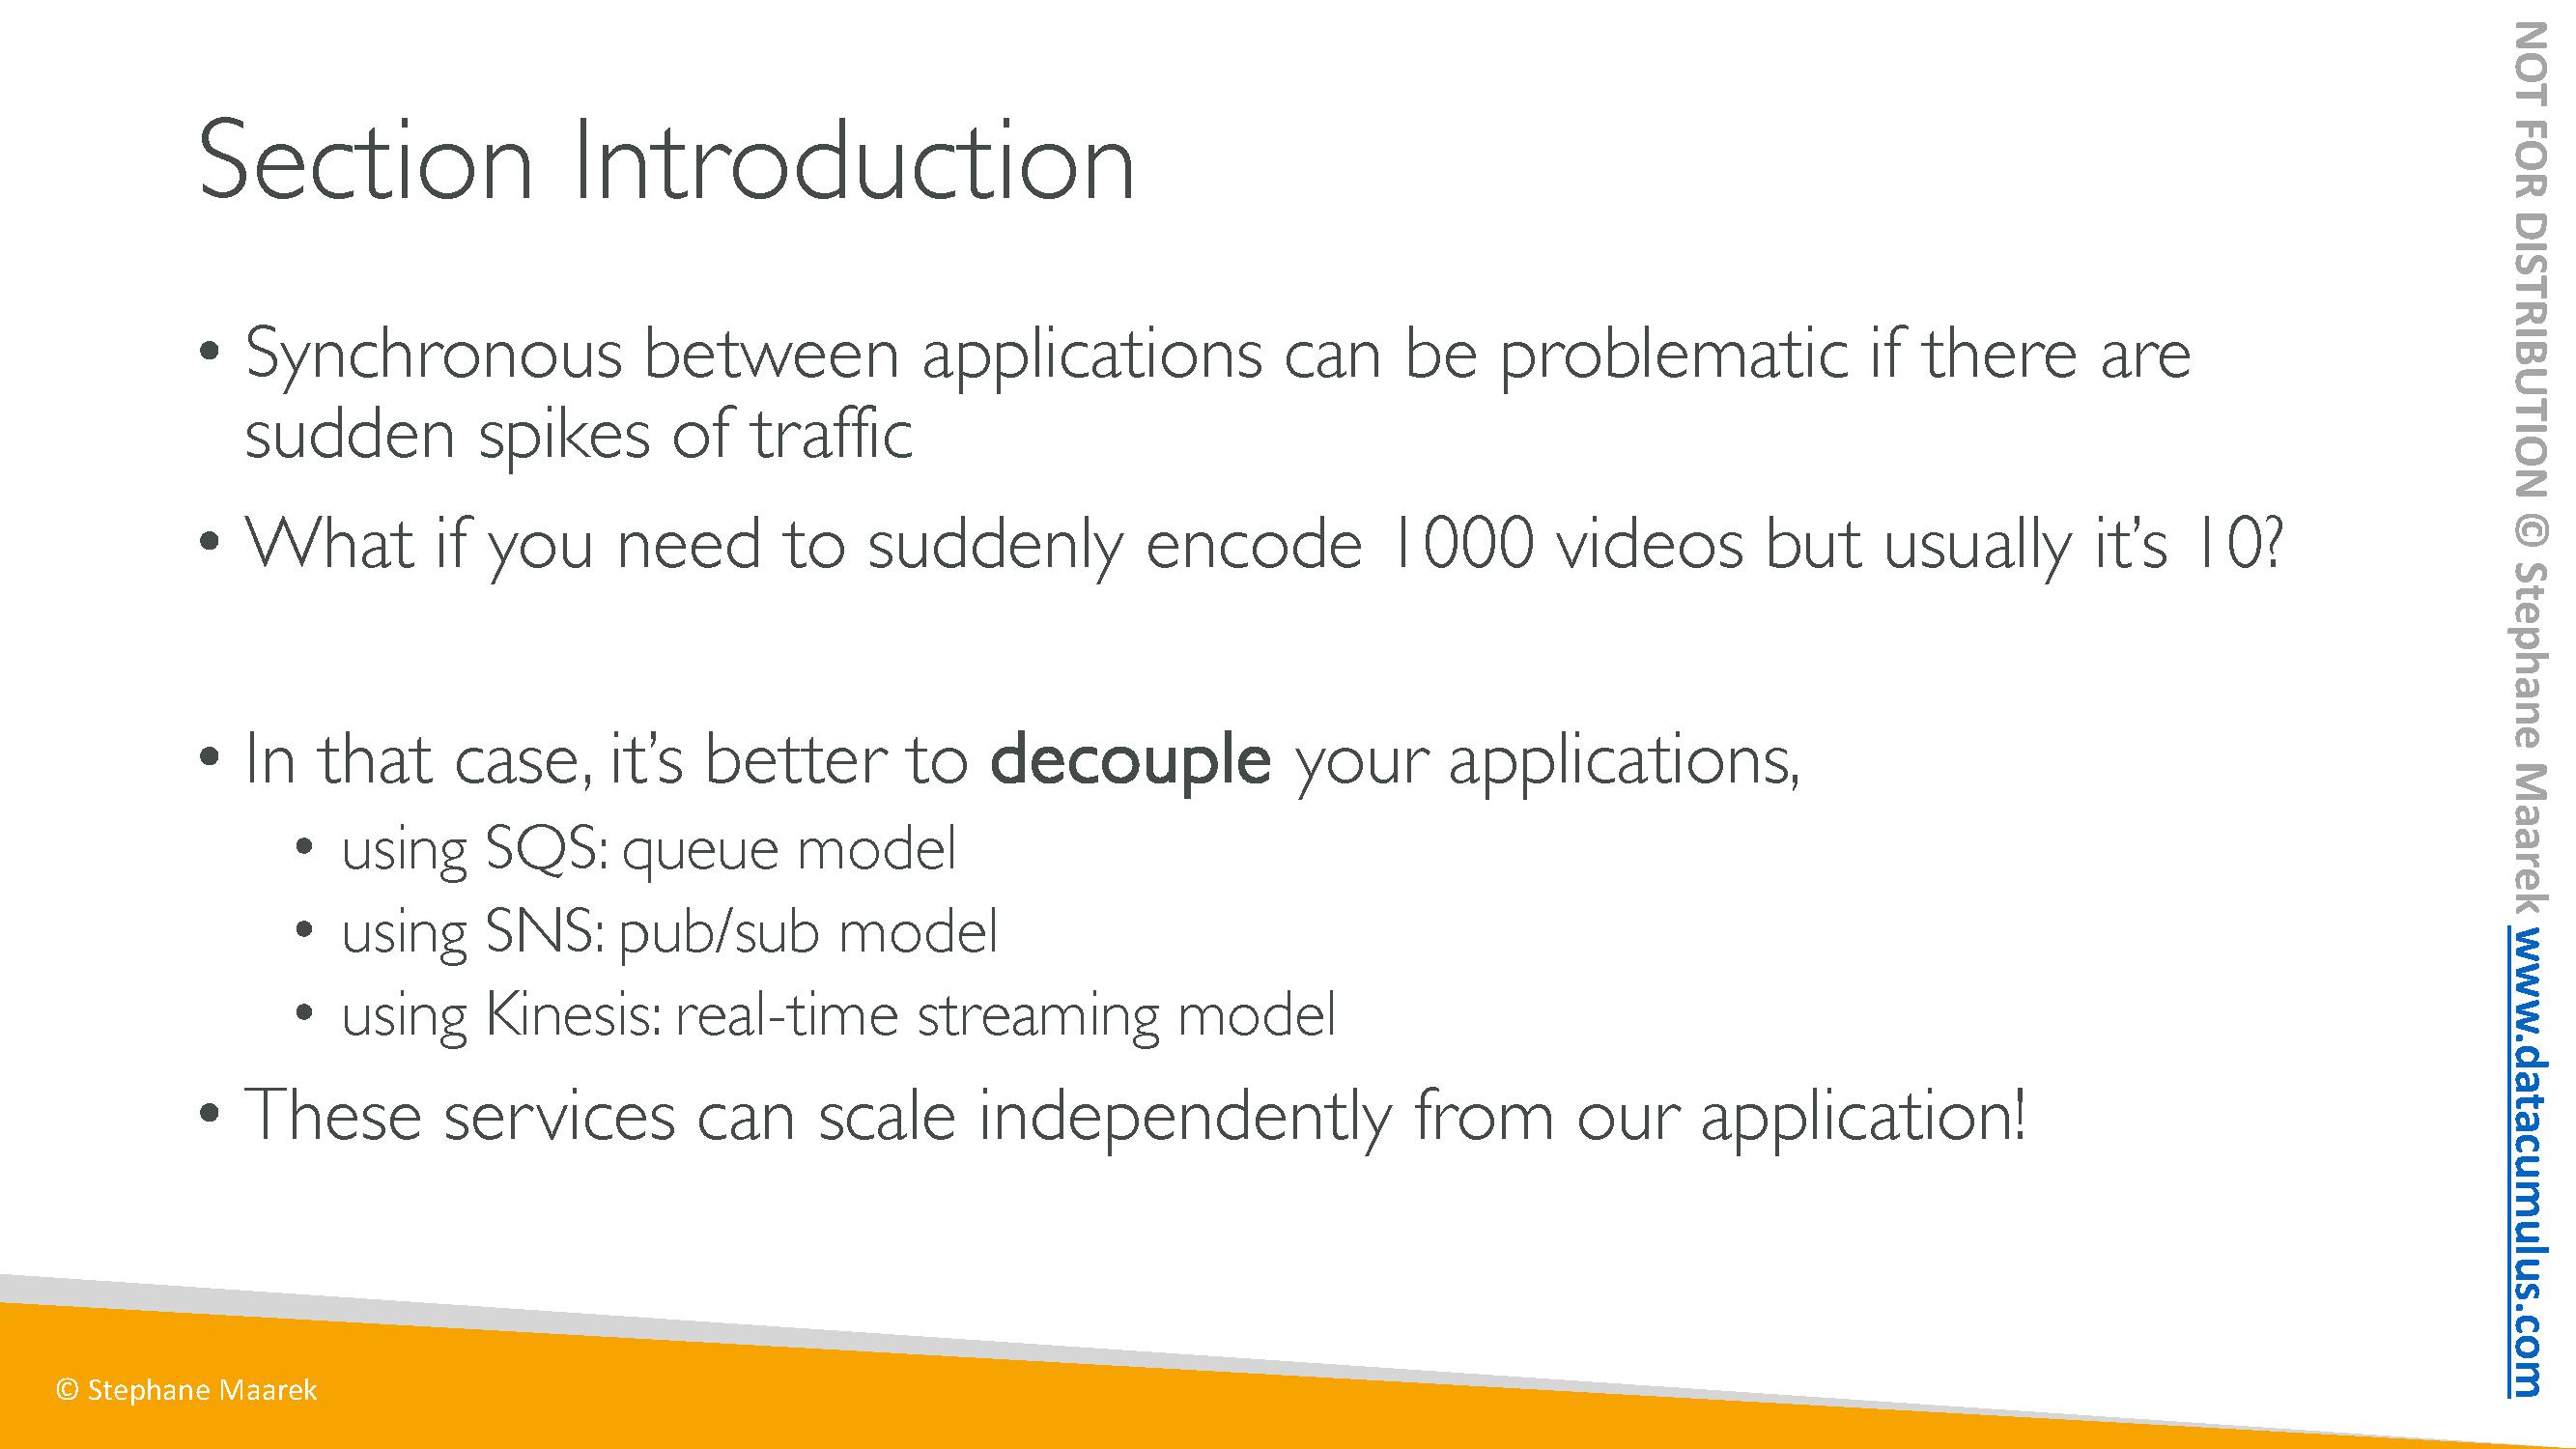 Section Introduction
• Synchronous between applications can be problematic if there are
sudden spikes of traffic
• What if you need to suddenly encode 1000 videos but usually it’s 10?
• In that case, it’s better to decouple your applications,
• using SQS: queue model
• using SNS: pub/sub model
• using Kinesis: real-time streaming model
• These services can scale independently from our application!
© Stephane Maarek
NOT FOR DISTRIBUTION © Stephane Maarek www.datacumulus.com